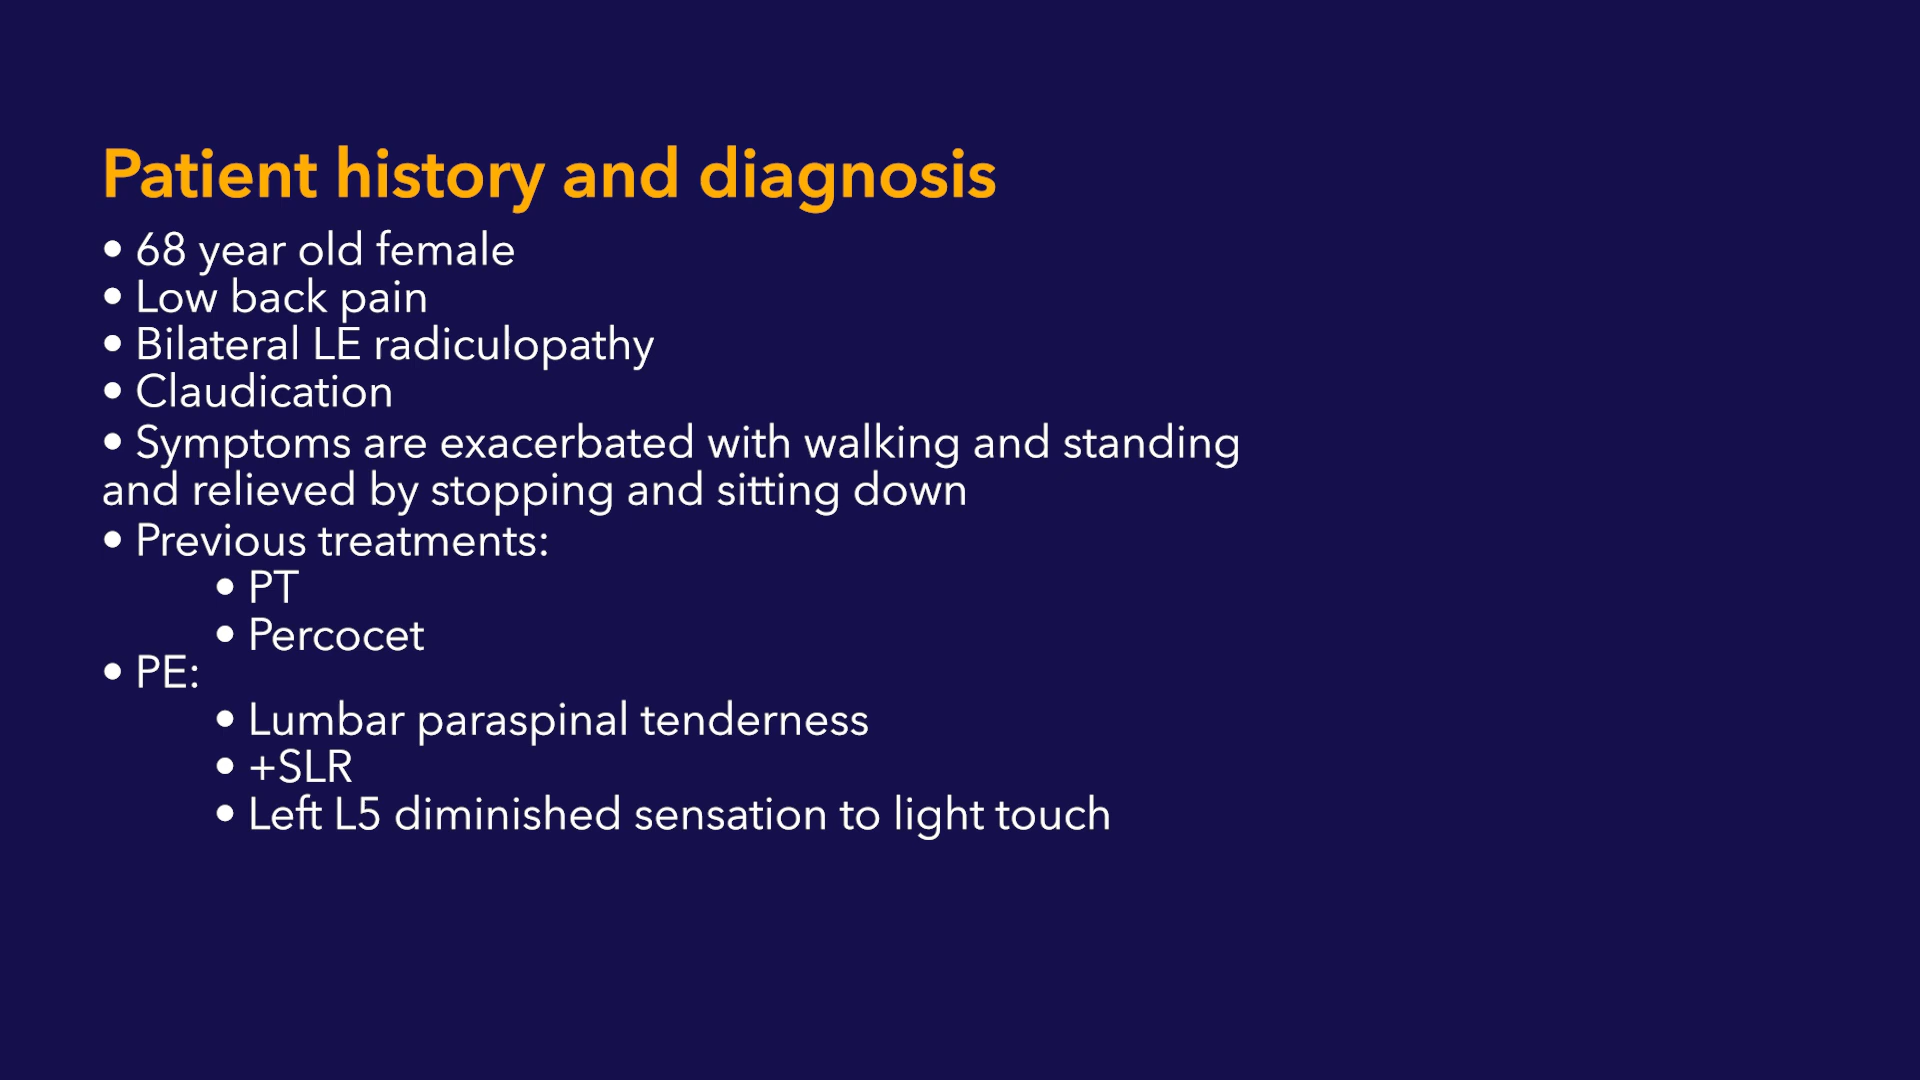 Patient history and diagnosis
• 68 year old female
• Low back pain
• Bilateral LE radiculopathy
• Claudication
• Symptoms are exacerbated with walking and standing
and relieved by stopping and sitting down
• Previous treatments:
• PT
• Percocet
• PE:
• Lumbar paraspinal tenderness
• +SLR
• Left L5 diminished sensation to light touch